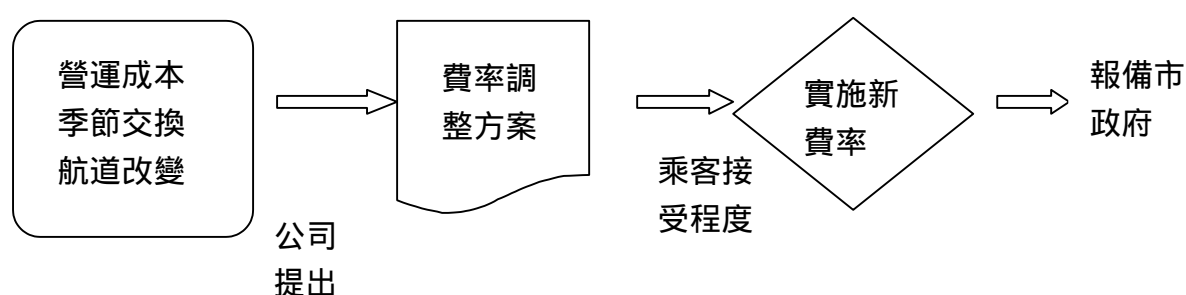 營運成本
季節交換
航道改變
公司
提出
費率調
整方案
乘客接
受程度
實施新
費率
報備市
政府